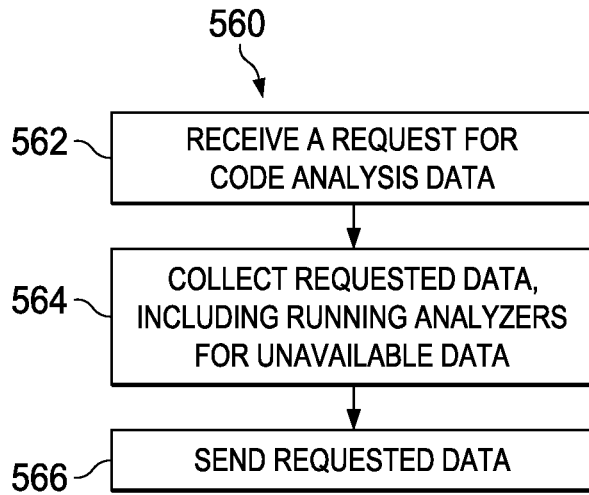 560
562
RECEIVE A REQUEST FOR
CODE ANALYSIS DATA
564
COLLECT REQUESTED DATA,
INCLUDING RUNNING ANALYZERS
FOR UNAVAILABLE DATA
566
SEND REQUESTED DATA